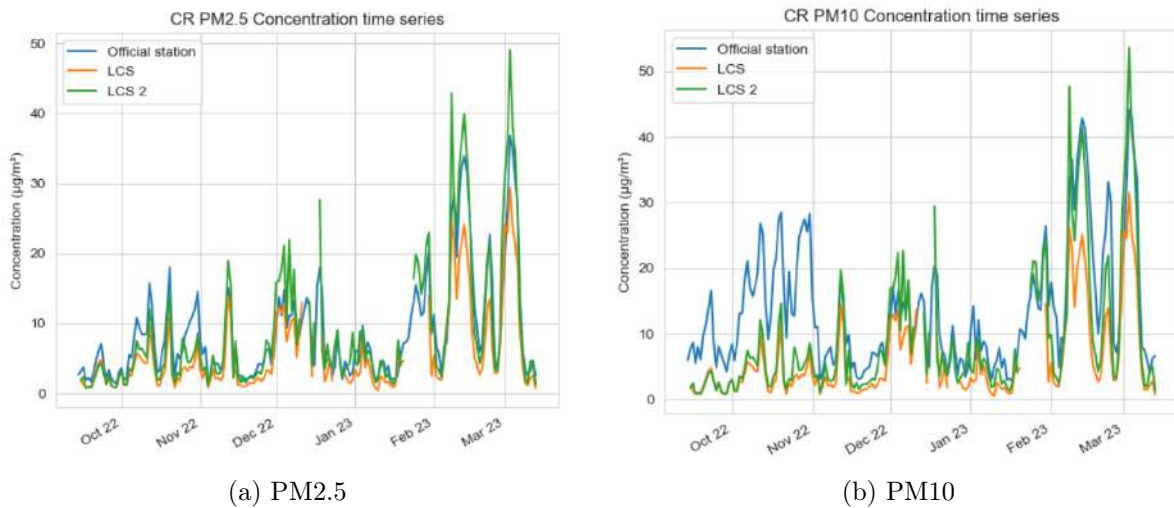 CR PM2.5 Concentration time series
Official station
LCS
LCS 2
50
40
30
20
10
0
Concentration (µg/m³)
Oct 22
Nov 22
Dec 22
Jan 23
Feb 23
Mar 23
(a) PM2.5
CR PM10 Concentration time series
Official station
LCS
LCS 2
50
40
30
20
10
0
Concentration (µg/m³)
Oct 22
Nov 22
Dec 22
Jan 23
Feb 23
Mar 23
(b) PM10